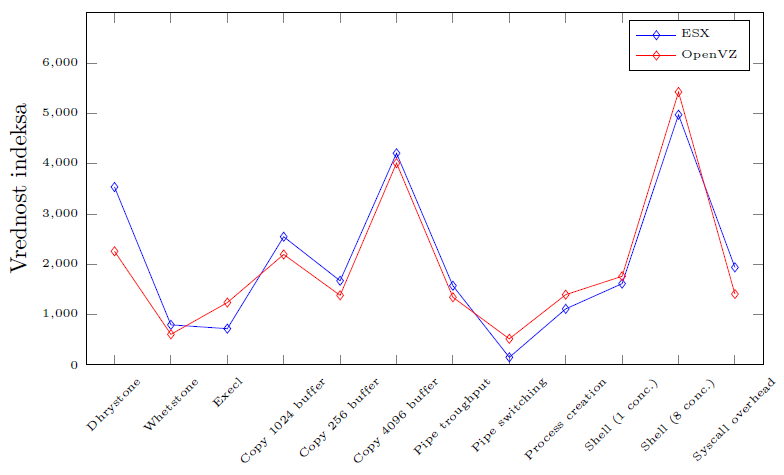 ESX
OpenVZ
Vrednost indeksa
6,000
5,000
4,000
3,000
2,000
1,000
0
Dhrystone
Whetstone
Execl
Copy 1024 buffer
Copy 256 buffer
Copy 4096 buffer
Pipe troughput
Pipe switching
Process creation
Shell (1 conc.)
Shell (8 conc.)
Syscall overhead